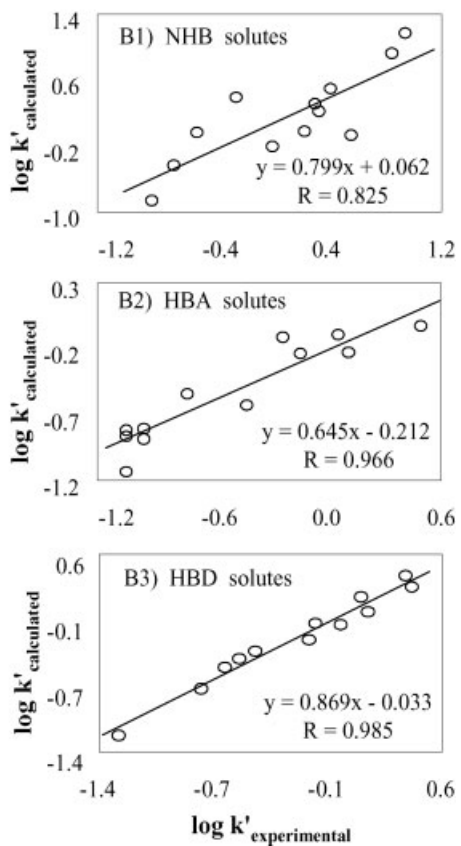 B1) NHB solutes
log k'calculated
1.4
0.6
-0.2
-1.0
y = 0.799x + 0.062
R = 0.825
-1.2 -0.4 0.4 1.2
B2) HBA solutes
log k'calculated
0.3
-0.2
-0.7
-1.2
y = 0.645x - 0.212
R = 0.966
-1.2 -0.6 0.0 0.6
B3) HBD solutes
log k'calculated
0.6
-0.1
-0.7
-1.4
y = 0.869x - 0.033
R = 0.985
-1.4 -0.7 -0.1 0.6
log k'experimental